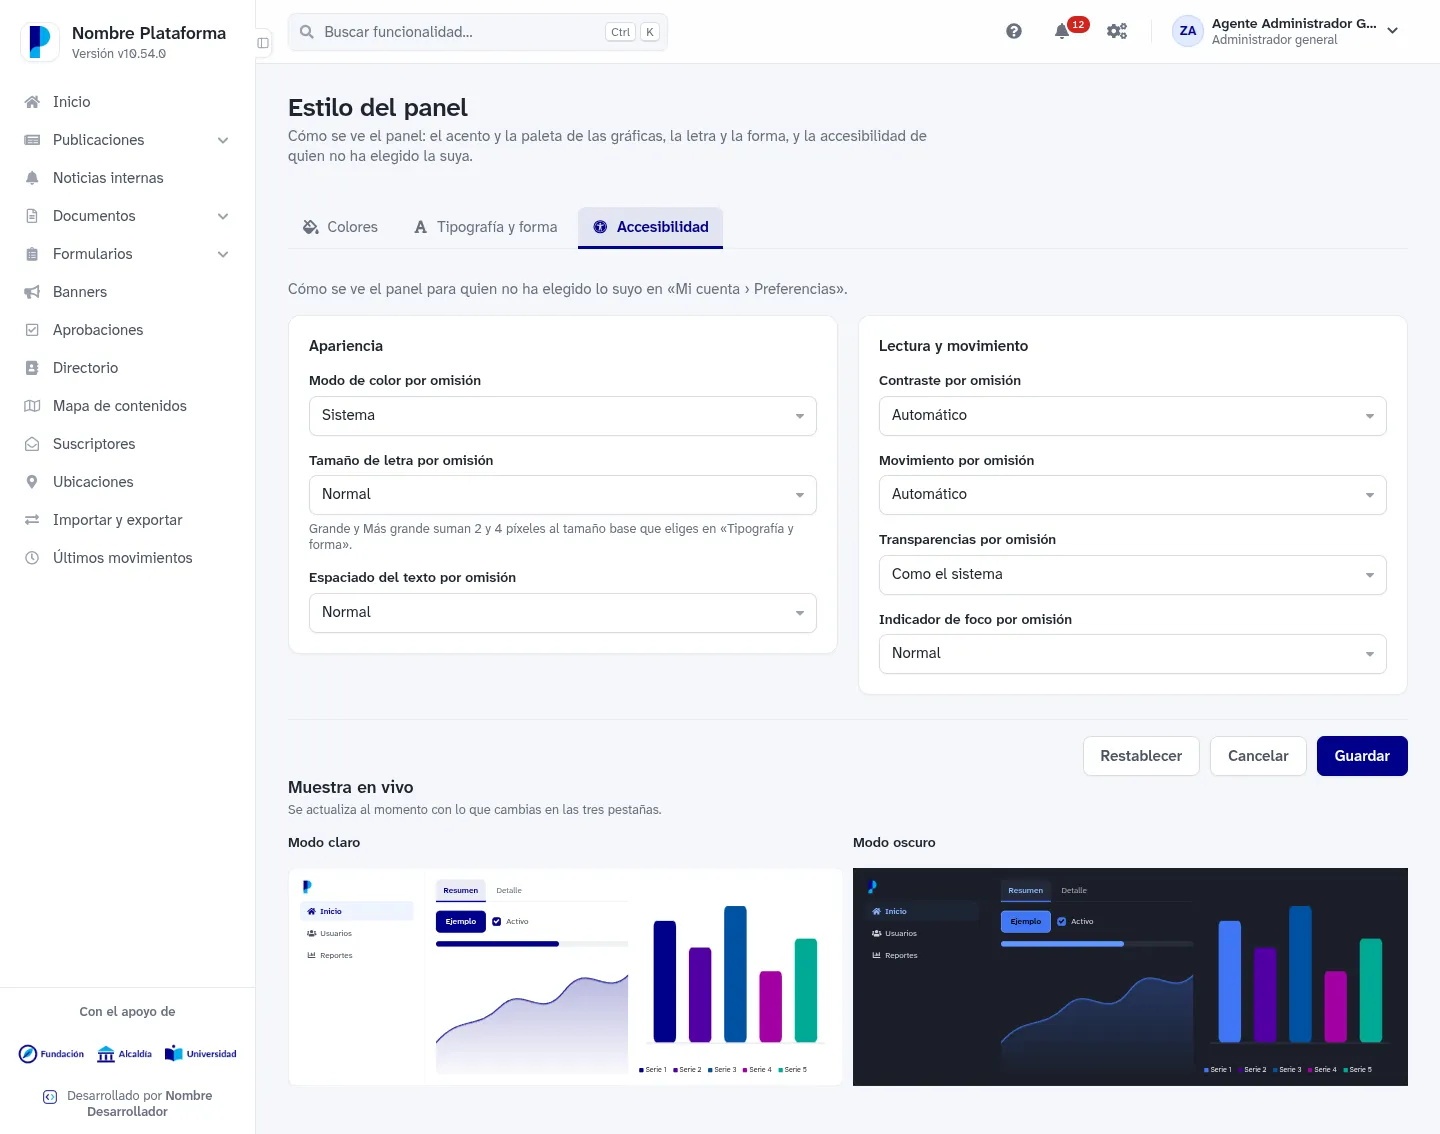 Nombre Plataforma
Versión v10.54.0
Inicio
Publicaciones
Noticias internas
Documentos
Formularios
Banners
Aprobaciones
Directorio
Mapa de contenidos
Suscriptores
Ubicaciones
Importar y exportar
Últimos movimientos
Con el apoyo de
Fundación
Alcaldía
Universidad
Desarrollado por Nombre
Desarrollador
Buscar funcionalidad...
Ctrl
K
12
ZA
Agente Administrador G...
Administrador general
Estilo del panel
Cómo se ve el panel: el acento y la paleta de las gráficas, la letra y la forma, y la accesibilidad de
quien no ha elegido la suya.
Colores
Tipografía y forma
Accesibilidad
Cómo se ve el panel para quien no ha elegido lo suyo en «Mi cuenta › Preferencias».
Apariencia
Modo de color por omisión
Sistema
Tamaño de letra por omisión
Normal
Grande y Más grande suman 2 y 4 píxeles al tamaño base que eliges en «Tipografía y
forma».
Espaciado del texto por omisión
Normal
Lectura y movimiento
Contraste por omisión
Automático
Movimiento por omisión
Automático
Transparencias por omisión
Como el sistema
Indicador de foco por omisión
Normal
Restablecer
Cancelar
Guardar
Muestra en vivo
Se actualiza al momento con lo que cambias en las tres pestañas.
Modo claro
Inicio
Usuarios
Reportes
Resumen
Detalle
Ejemplo
Activo
Serie 1
Serie 2
Serie 3
Serie 4
Serie 5
Modo oscuro
Inicio
Usuarios
Reportes
Resumen
Detalle
Ejemplo
Activo
Serie 1
Serie 2
Serie 3
Serie 4
Serie 5